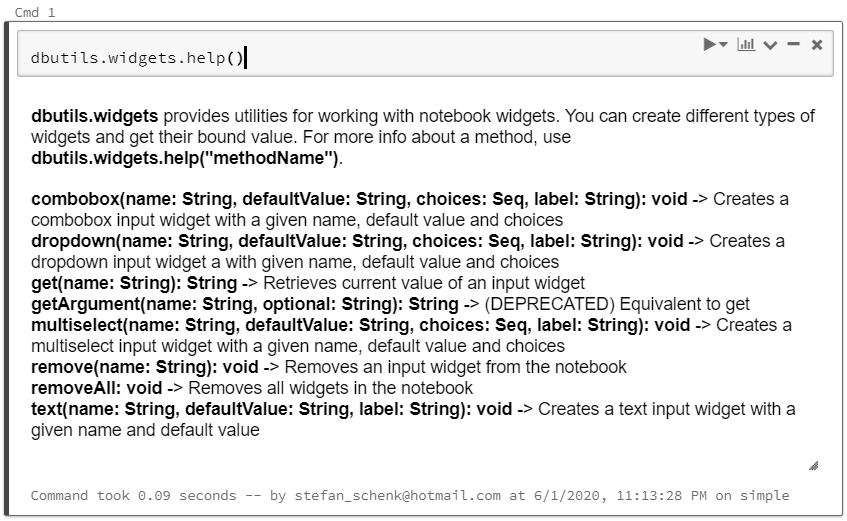 Cmd 1
dbutils.widgets.help()
dbutils.widgets provides utilities for working with notebook widgets. You can create different types of
widgets and get their bound value. For more info about a method, use
dbutils.widgets.help("methodName").
combobox(name: String, defaultValue: String, choices: Seq, label: String): void -> Creates a
combobox input widget with a given name, default value and choices
dropdown(name: String, defaultValue: String, choices: Seq, label: String): void -> Creates a
dropdown input widget a with given name, default value and choices
get(name: String): String -> Retrieves current value of an input widget
getArgument(name: String, optional: String): String -> (DEPRECATED) Equivalent to get
multiselect(name: String, defaultValue: String, choices: Seq, label: String): void -> Creates a
multiselect input widget with a given name, default value and choices
remove(name: String): void -> Removes an input widget from the notebook
removeAll: void -> Removes all widgets in the notebook
text(name: String, defaultValue: String, label: String): void -> Creates a text input widget with a
given name and default value
Command took 0.09 seconds -- by stefan_schenk@hotmail.com at 6/1/2020, 11:13:28 PM on simple